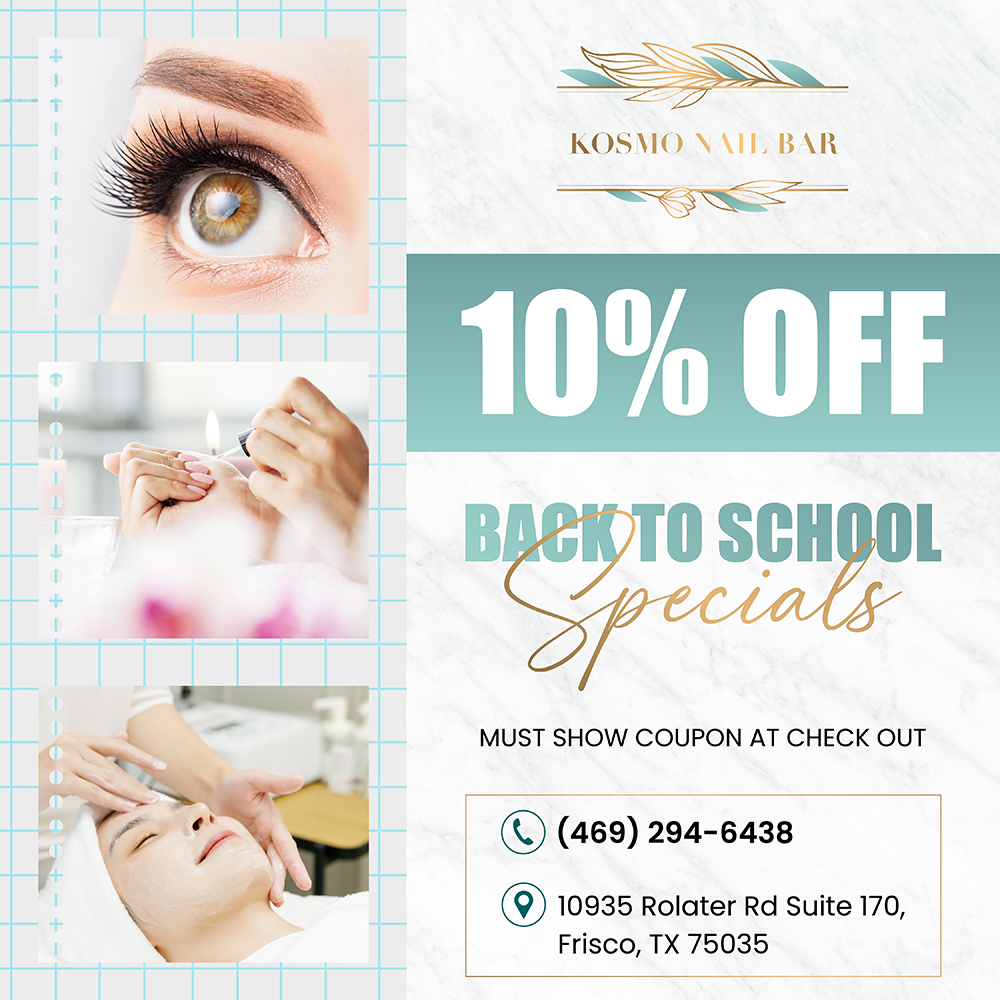 KOSMO NAIL BAR
10% OFF
BACK TO SCHOOL
Specials
MUST SHOW COUPON AT CHECK OUT
(469) 294-6438
10935 Rolater Rd Suite 170,
Frisco, TX 75035